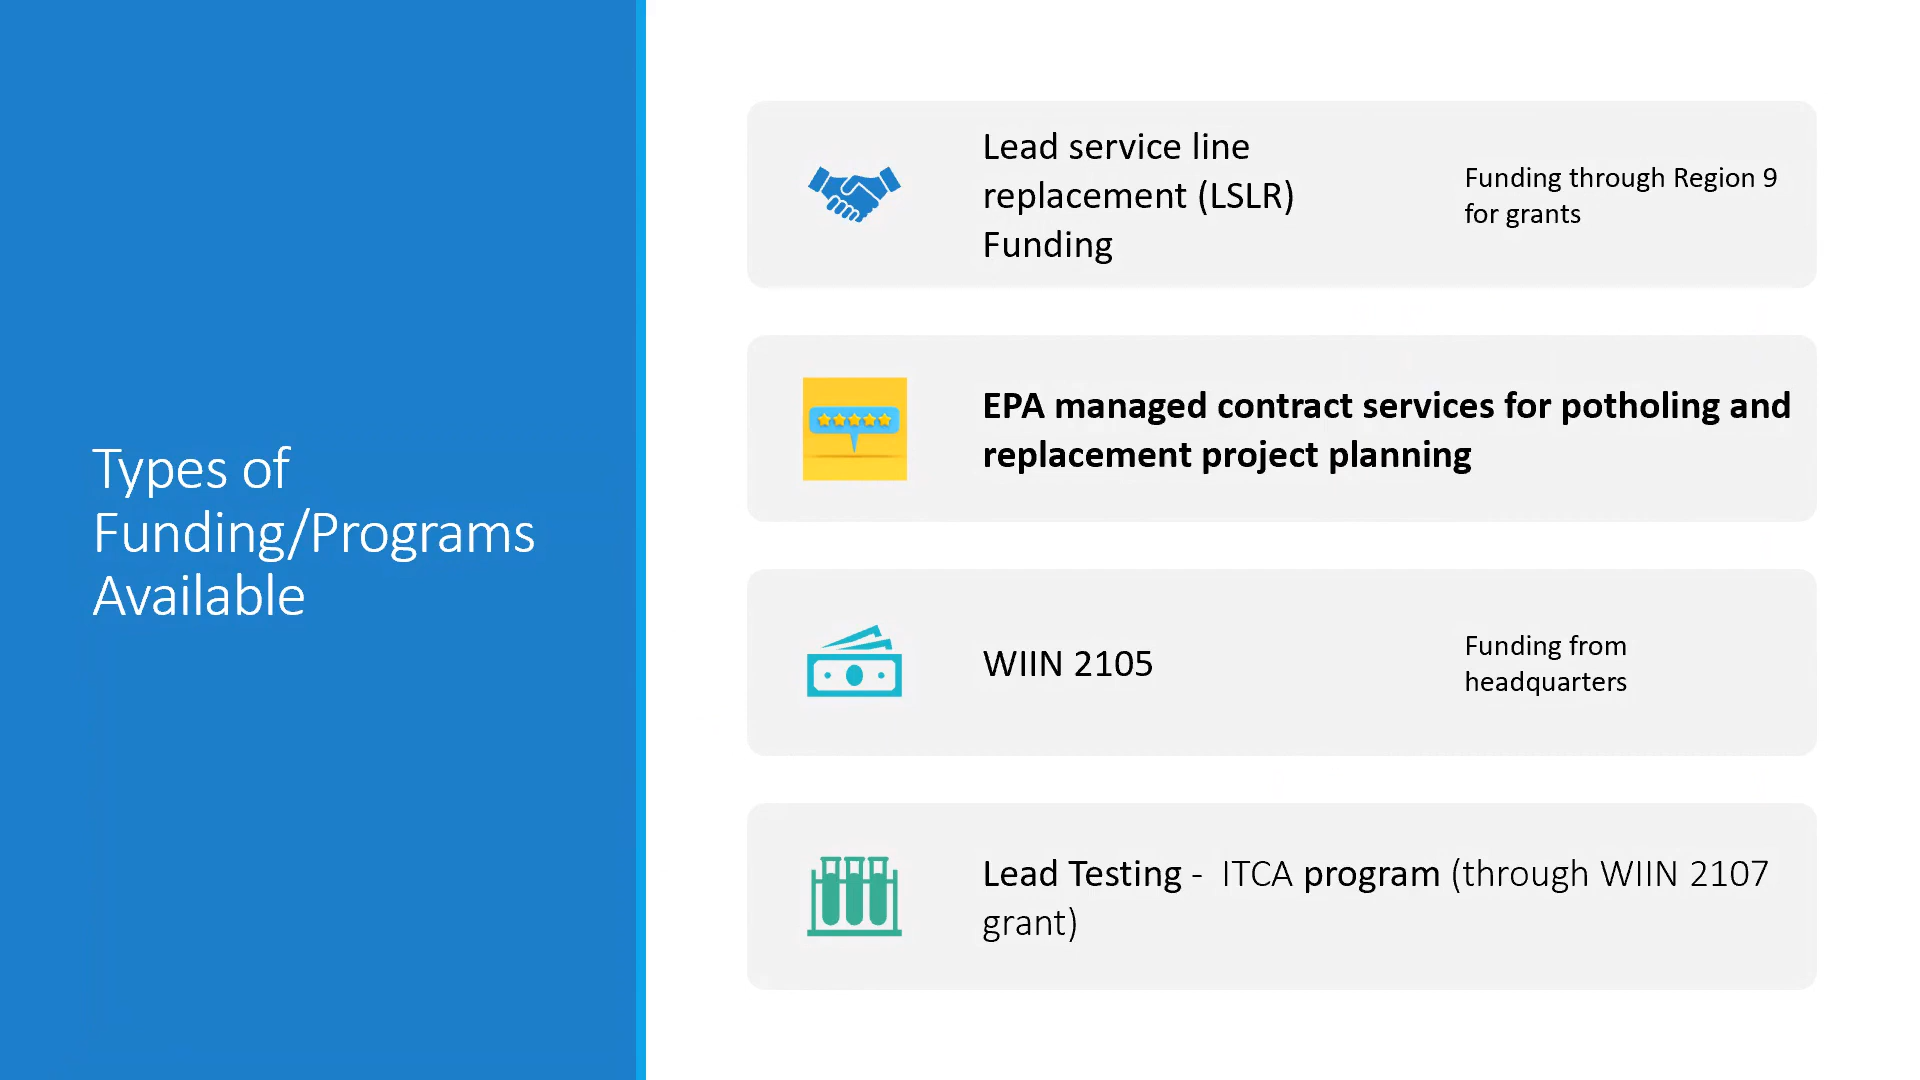 Types of
Funding/Programs
Available
Lead service line
replacement (LSLR)
Funding
Funding through Region 9
for grants
EPA managed contract services for potholing and
replacement project planning
WIIN 2105
Funding from
headquarters
Lead Testing -  ITCA program (through WIIN 2107
grant)